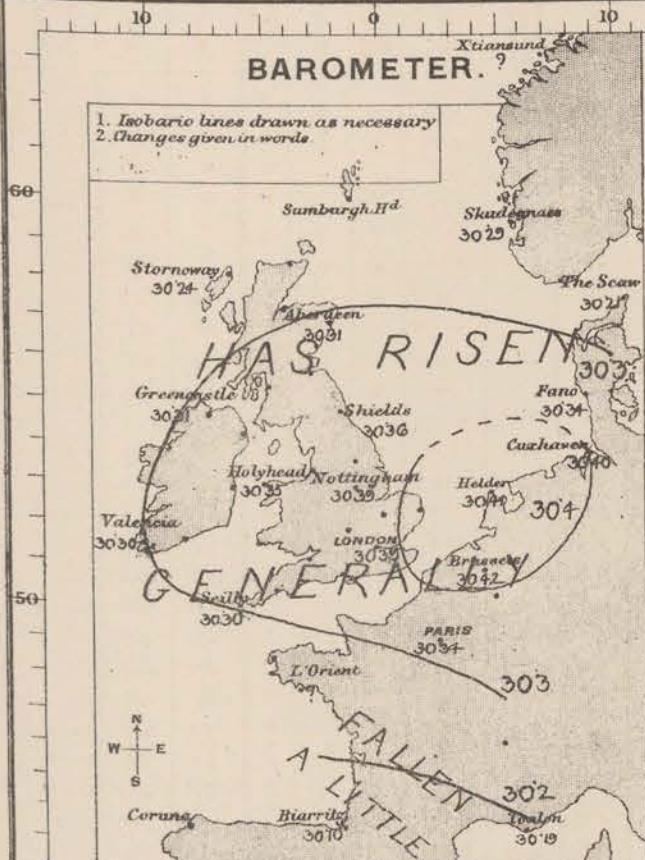 10 0 10
X'tiansund
?
BAROMETER.
1. Isobaric lines drawn as necessary
2. Changes given in words.
60
Sumburgh. Hd
Skudesnaes
30.29
Stornoway
30.24
The Scaw
30.21
Aberdeen
30.31
HAS RISEN
30.3
Greencastle
30.31
Fano
30.34
Shields
30.36
Cuxhaven
30.40
Holyhead
30.35
Nottingham
30.39
Helder
30.4
Valencia
30.30
LONDON
30.39
Brussels
30.42
GENERALLY
50
Scilly
30.30
PARIS
30.34
L'Orient
30.3
N
W E
S
FALLEN
A LITTLE
30.2
Coruna
Biarritz
30.10
Toulon
30.19